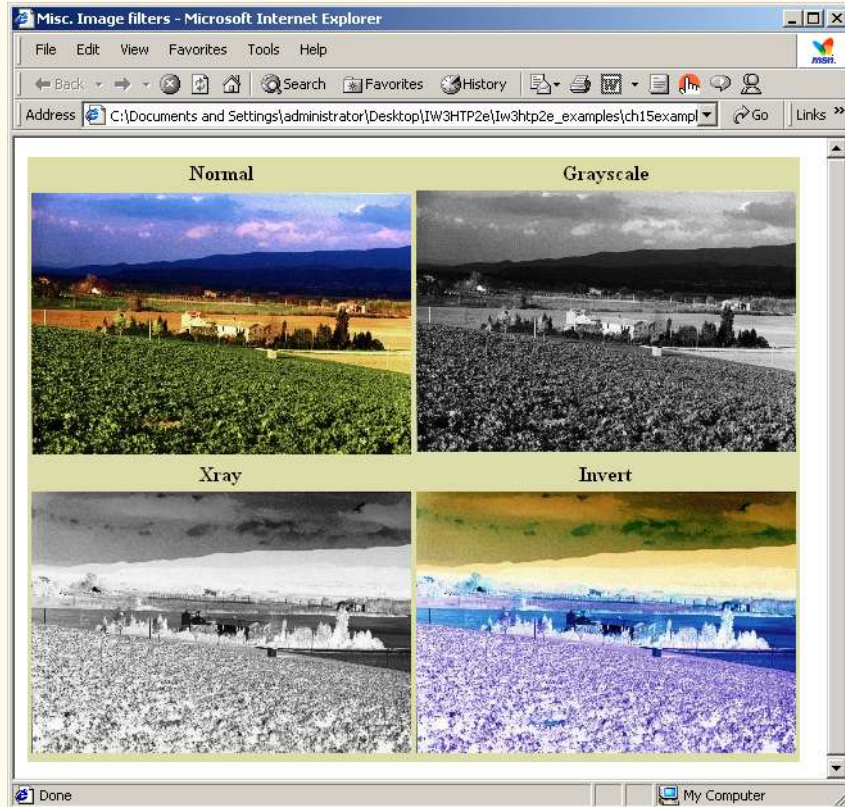 Misc. Image filters - Microsoft Internet Explorer
File Edit View Favorites Tools Help
msn.
Back Search Favorites History
Address C:\Documents and Settings\administrator\Desktop\IW3HTP2e\Iw3htp2e_examples\ch15exampl Go Links »
Normal Grayscale
Xray Invert
Done My Computer